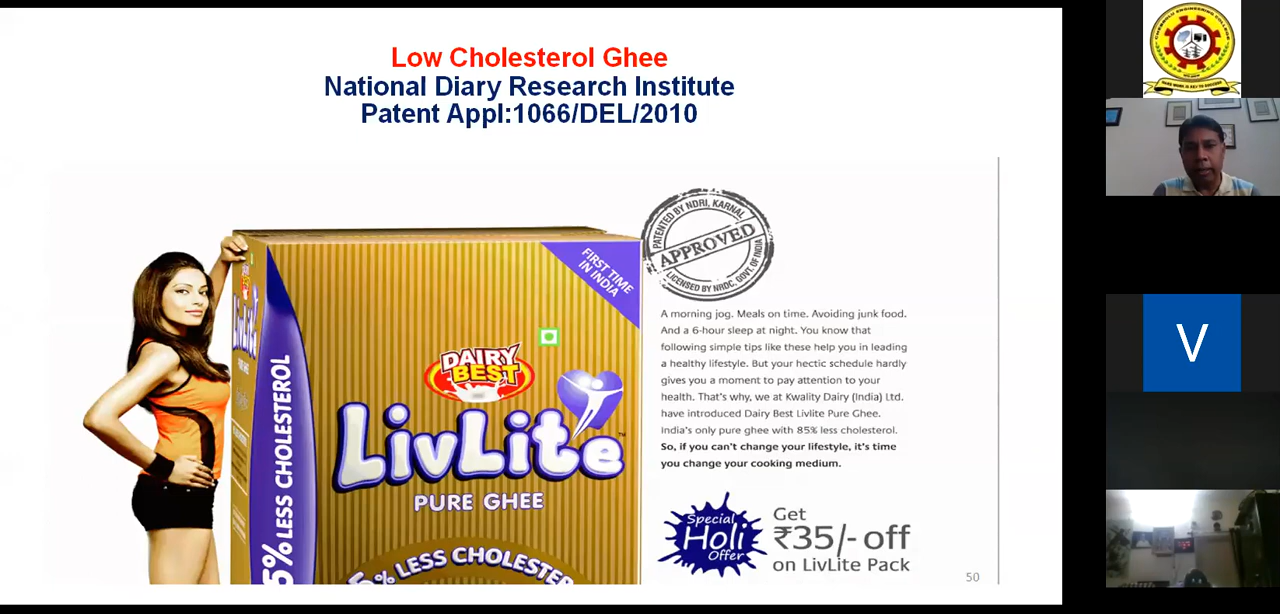 Low Cholesterol Ghee
National Diary Research Institute
Patent Appl:1066/DEL/2010
PATENTED BY NDRI, KARNAL
APPROVED
LICENSED BY NRDC, GOVT. OF INDIA
FIRST TIME
IN INDIA
DAIRY
BEST
LivLite™
PURE GHEE
% LESS CHOLESTEROL
5% LESS CHOLESTEROL
A morning jog. Meals on time. Avoiding junk food.
And a 6-hour sleep at night. You know that
following simple tips like these help you in leading
a healthy lifestyle. But your hectic schedule hardly
gives you a moment to pay attention to your
health. That's why, we at Kwality Dairy (India) Ltd.
have introduced Dairy Best Livlite Pure Ghee.
India's only pure ghee with 85% less cholesterol.
So, if you can't change your lifestyle, it's time
you change your cooking medium.
Special
Holi
Offer
Get
₹35/- off
on LivLite Pack
50
V